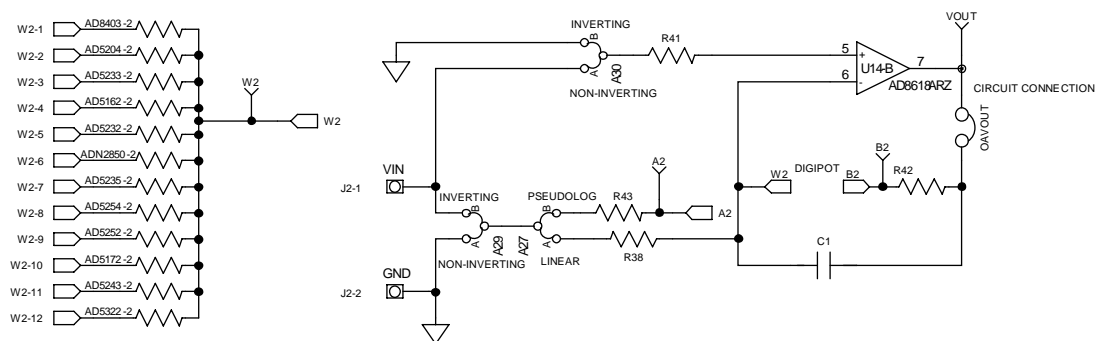 W2-1 AD8403-2
W2-2 AD5204-2
W2-3 AD5233-2
W2-4 AD5162-2
W2-5 AD5232-2
W2-6 ADN2850-2
W2-7 AD5235-2
W2-8 AD5254-2
W2-9 AD5252-2
W2-10 AD5172-2
W2-11 AD5243-2
W2-12 AD5322-2
W2
W2
INVERTING
B
A
A30
NON-INVERTING
R41
5
+
6
-
U14-B
7
AD8618ARZ
VOUT
CIRCUIT CONNECTION
OAVOUT
VIN
J2-1
INVERTING
B
A
A29
NON-INVERTING
GND
J2-2
PSEUDOLOG
B
A
A27
LINEAR
R43
R38
A2
A2
W2
DIGIPOT
B2
B2
R42
C1